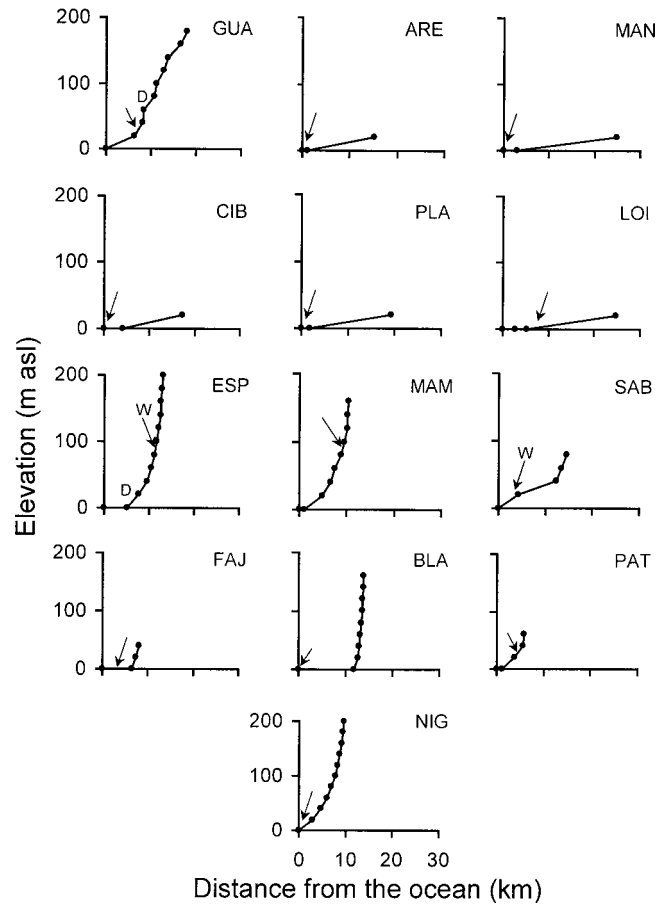 200
GUA
ARE
MAN
D
100
0
200
CIB
PLA
LOI
100
0
200
ESP
MAM
SAB
W
W
100
D
0
200
FAJ
BLA
PAT
100
0
200
NIG
100
0
0 10 20 30
Elevation (m asl)
Distance from the ocean (km)